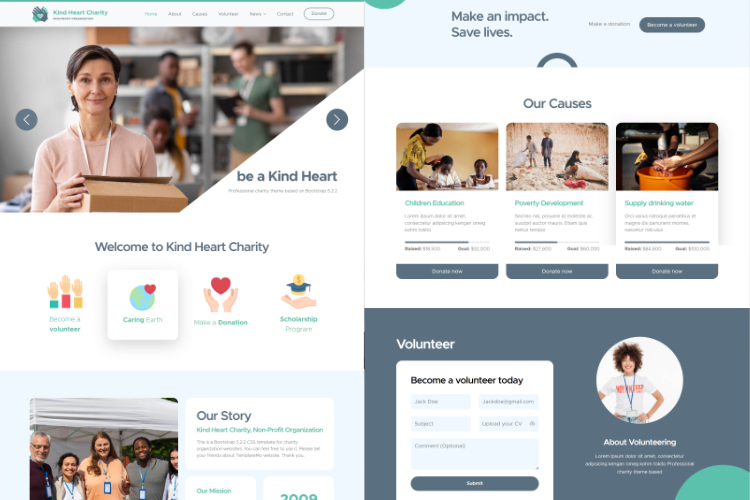 Kind Heart Charity
NON-PROFIT ORGANIZATION
Home
About
Causes
Volunteer
News
Contact
Donate
be a Kind Heart
Professional charity theme based on Bootstrap 5.2.2
Welcome to Kind Heart Charity
Become a
volunteer
Caring Earth
Make a Donation
Scholarship
Program
Our Story
Kind Heart Charity, Non-Profit Organization
This is a Bootstrap 5.2.2 CSS template for charity
organization websites. You can feel free to use it. Please tell
your friends about TemplateMo website. Thank you.
Our Mission
2009
Make an impact.
Save lives.
Make a donation
Become a volunteer
Our Causes
Children Education
Lorem ipsum dolor sit amet,
consectetur adipsicing kengan omeg
kohm tokito
Raised: $18,500
Goal: $32,000
Donate now
Poverty Development
Sed leo nisl, posuere at molestie ac,
suscipit auctor mauris. Etiam quis
metus tempor
Raised: $27,600
Goal: $60,000
Donate now
Supply drinking water
Orci varius natoque penatibus et
magnis dis parturient montes,
nascetur ridiculus
Raised: $84,600
Goal: $100,000
Donate now
Volunteer
Become a volunteer today
Jack Doe
Jackdoe@gmail.com
Subject
Upload your CV
Comment (Optional)
Submit
VOLUNTEER
About Volunteering
Lorem ipsum dolor sit amet, consectetur
adipsicing kengan omeg kohm tokito Professional
charity theme based